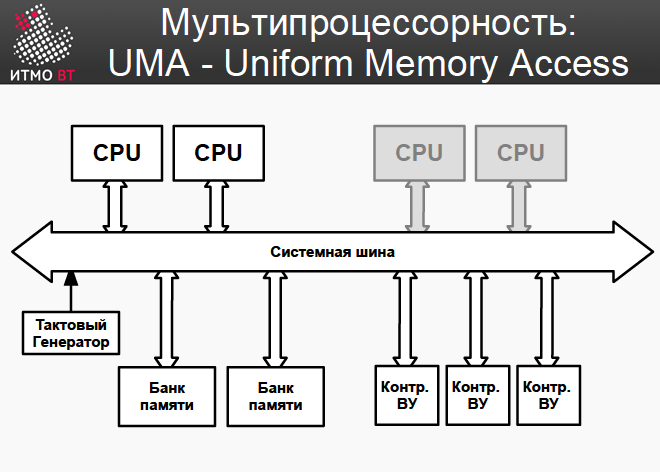 Мультипроцессорность:
UMA - Uniform Memory Access
ИТМО ВТ
CPU
CPU
CPU
CPU
Системная шина
Тактовый
Генератор
Банк
памяти
Банк
памяти
Контр.
ВУ
Контр.
ВУ
Контр.
ВУ